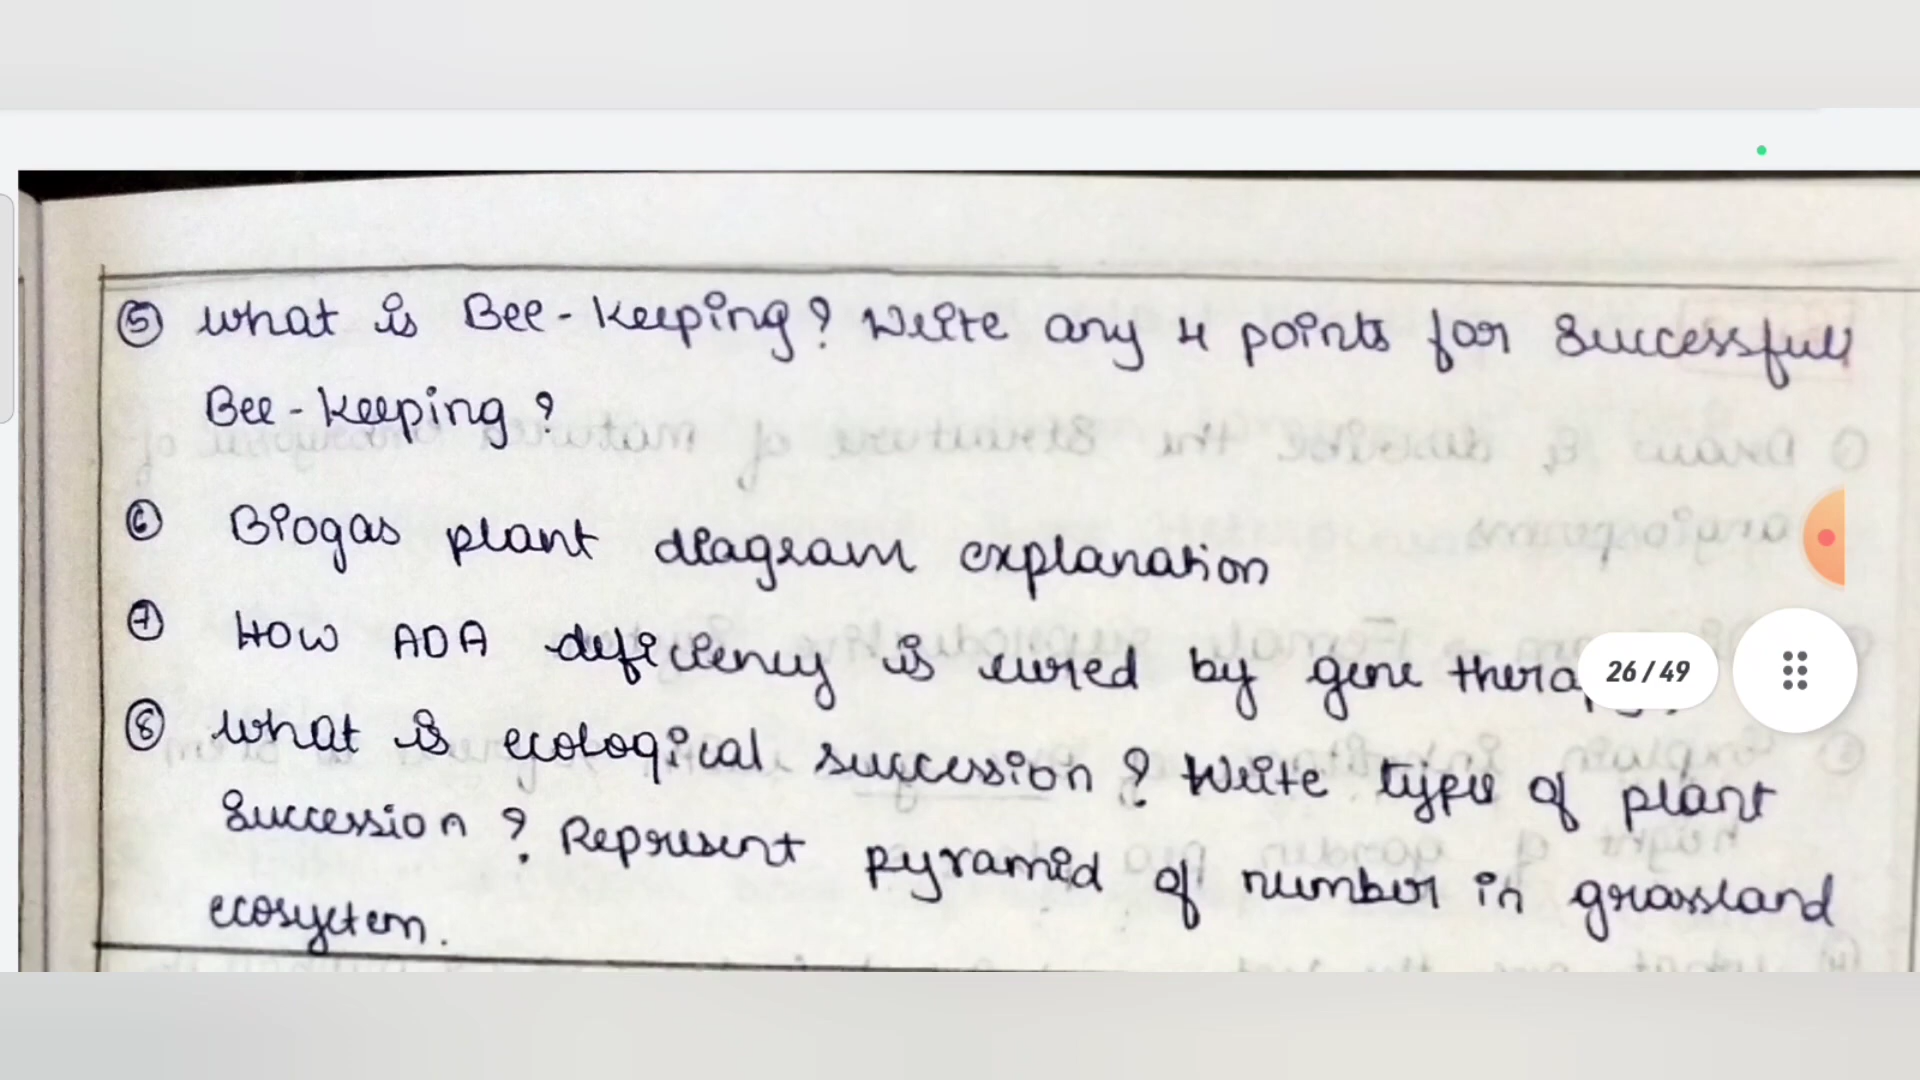 ⑤ what is Bee-keeping? Write any 4 points for successfull
Bee-keeping?
⑥ Biogas plant diagram explanation
⑦ How ADA deficiency is cured by gene
26/49
⑧ what is ecological succession? Write types of plant
succession? Represent pyramid of number in grassland
ecosyctem.